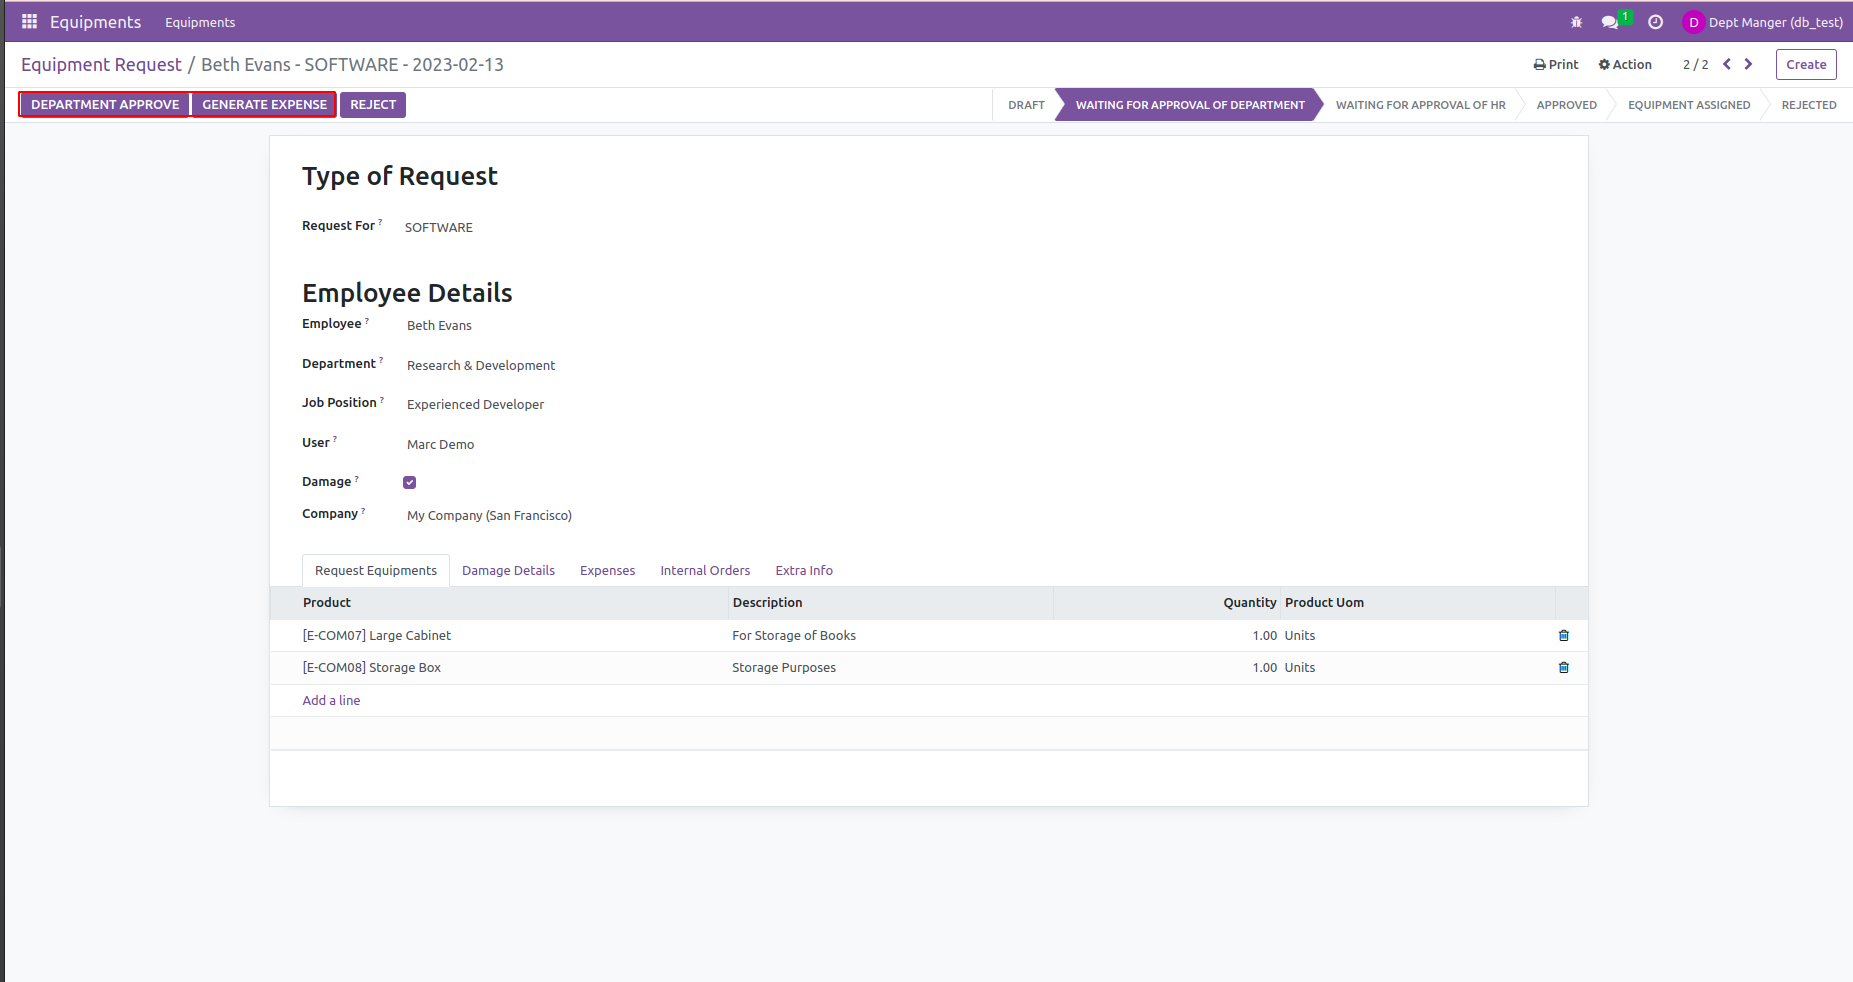 Equipments Equipments 1 D Dept Manger (db_test)
Equipment Request / Beth Evans - SOFTWARE - 2023-02-13 Print Action 2 / 2 Create
DEPARTMENT APPROVE GENERATE EXPENSE REJECT DRAFT WAITING FOR APPROVAL OF DEPARTMENT WAITING FOR APPROVAL OF HR APPROVED EQUIPMENT ASSIGNED REJECTED
Type of Request
Request For ? SOFTWARE
Employee Details
Employee ? Beth Evans
Department ? Research & Development
Job Position ? Experienced Developer
User ? Marc Demo
Damage ?
Company ? My Company (San Francisco)
Request Equipments Damage Details Expenses Internal Orders Extra Info
Product Description Quantity Product Uom
[E-COM07] Large Cabinet For Storage of Books 1.00 Units
[E-COM08] Storage Box Storage Purposes 1.00 Units
Add a line